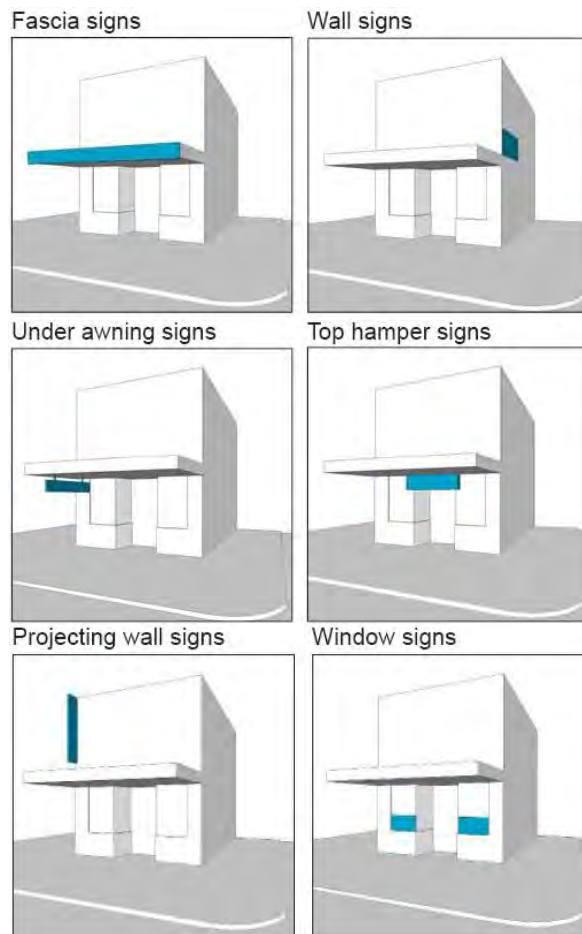 Fascia signs
Wall signs
Under awning signs
Top hamper signs
Projecting wall signs
Window signs